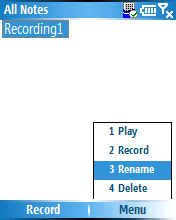 All Notes
Recording1
1 Play
2 Record
3 Rename
4 Delete
Record
Menu